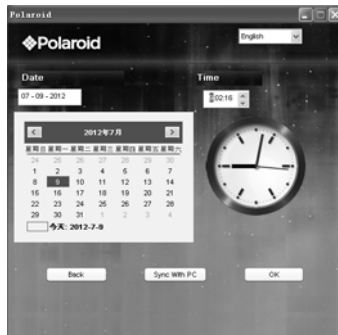 Polaroid
Polaroid
English
Date
Time
07 - 09 - 2012
02:16
2012年7月
星期日 星期一 星期二 星期三 星期四 星期五 星期六
24 25 26 27 28 29 30
1 2 3 4 5 6 7
8 9 10 11 12 13 14
15 16 17 18 19 20 21
22 23 24 25 26 27 28
29 30 31 1 2 3 4
今天: 2012-7-9
Back
Sync With PC
OK